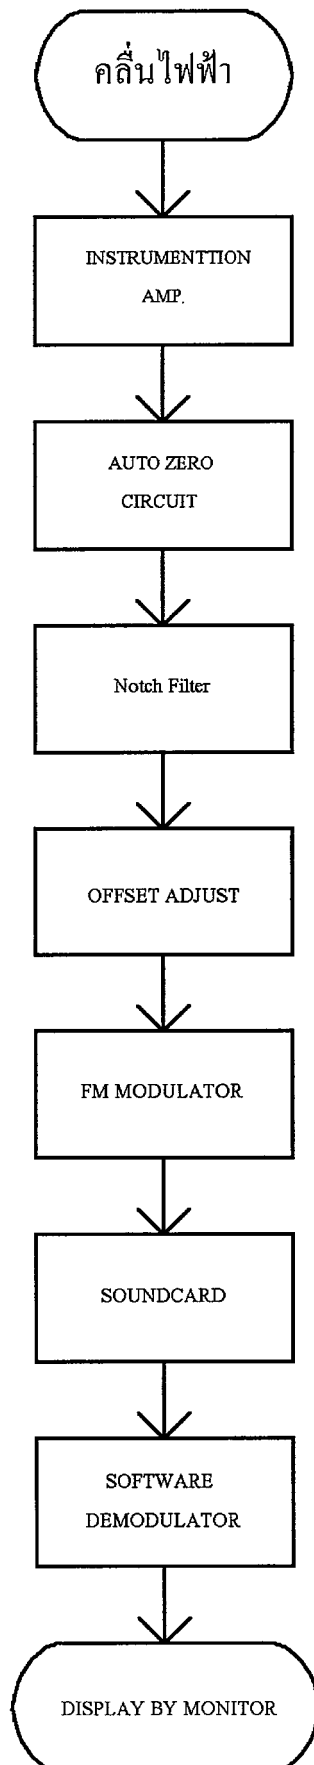 คลื่นไฟฟ้า
INSTRUMENTTION
AMP.
AUTO ZERO
CIRCUIT
Notch Filter
OFFSET ADJUST
FM MODULATOR
SOUNDCARD
SOFTWARE
DEMODULATOR
DISPLAY BY MONITOR